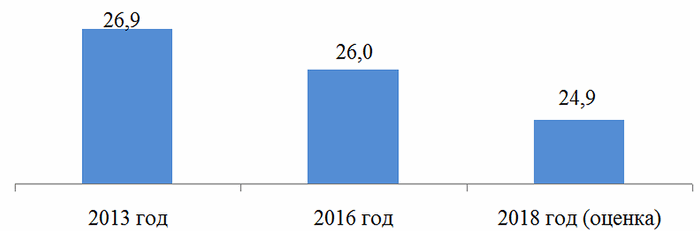 26,9
26,0
24,9
2013 год
2016 год
2018 год (оценка)